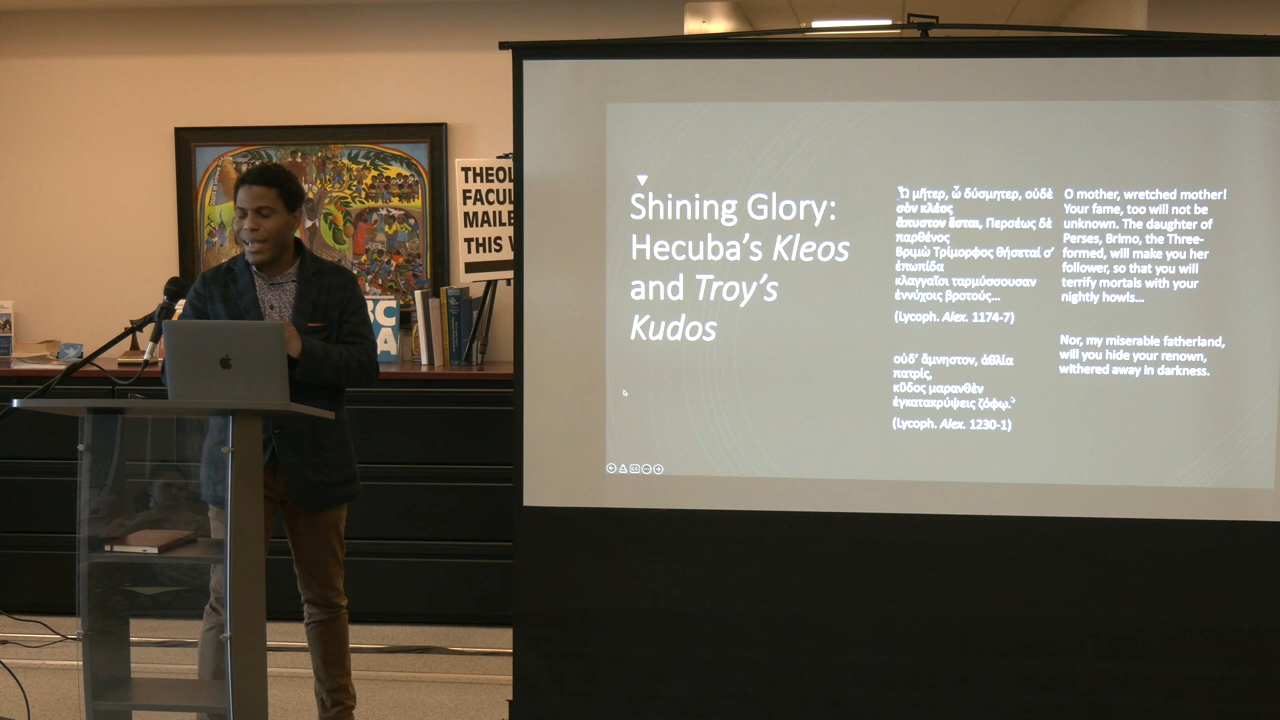 THEOL
FACUL
MAILE
THIS W
BC
A
Shining Glory:
Hecuba's Kleos
and Troy's
Kudos
Ὦ μῆτερ, ὦ δύσμητερ, οὐδὲ
σὸν κλέος
ἄπυστον ἔσται, Περσέως δὲ
παρθένος
Βριμὼ Τρίμορφος θήσεταί σ'
ἑπωπίδα
κλαγγαῖσι ταρμύσσουσαν
ἐννύχοις βροτούς...
(Lycoph. Alex. 1174-7)
οὐδ' ἄμνηστον, ἀθλία
πατρίς,
κῦδος μαρανθὲν
ἐγκατακρύψεις ζόφῳ.
(Lycoph. Alex. 1230-1)
O mother, wretched mother!
Your fame, too will not be
unknown. The daughter of
Perses, Brimo, the Three-
formed, will make you her
follower, so that you will
terrify mortals with your
nightly howls...
Nor, my miserable fatherland,
will you hide your renown,
withered away in darkness.